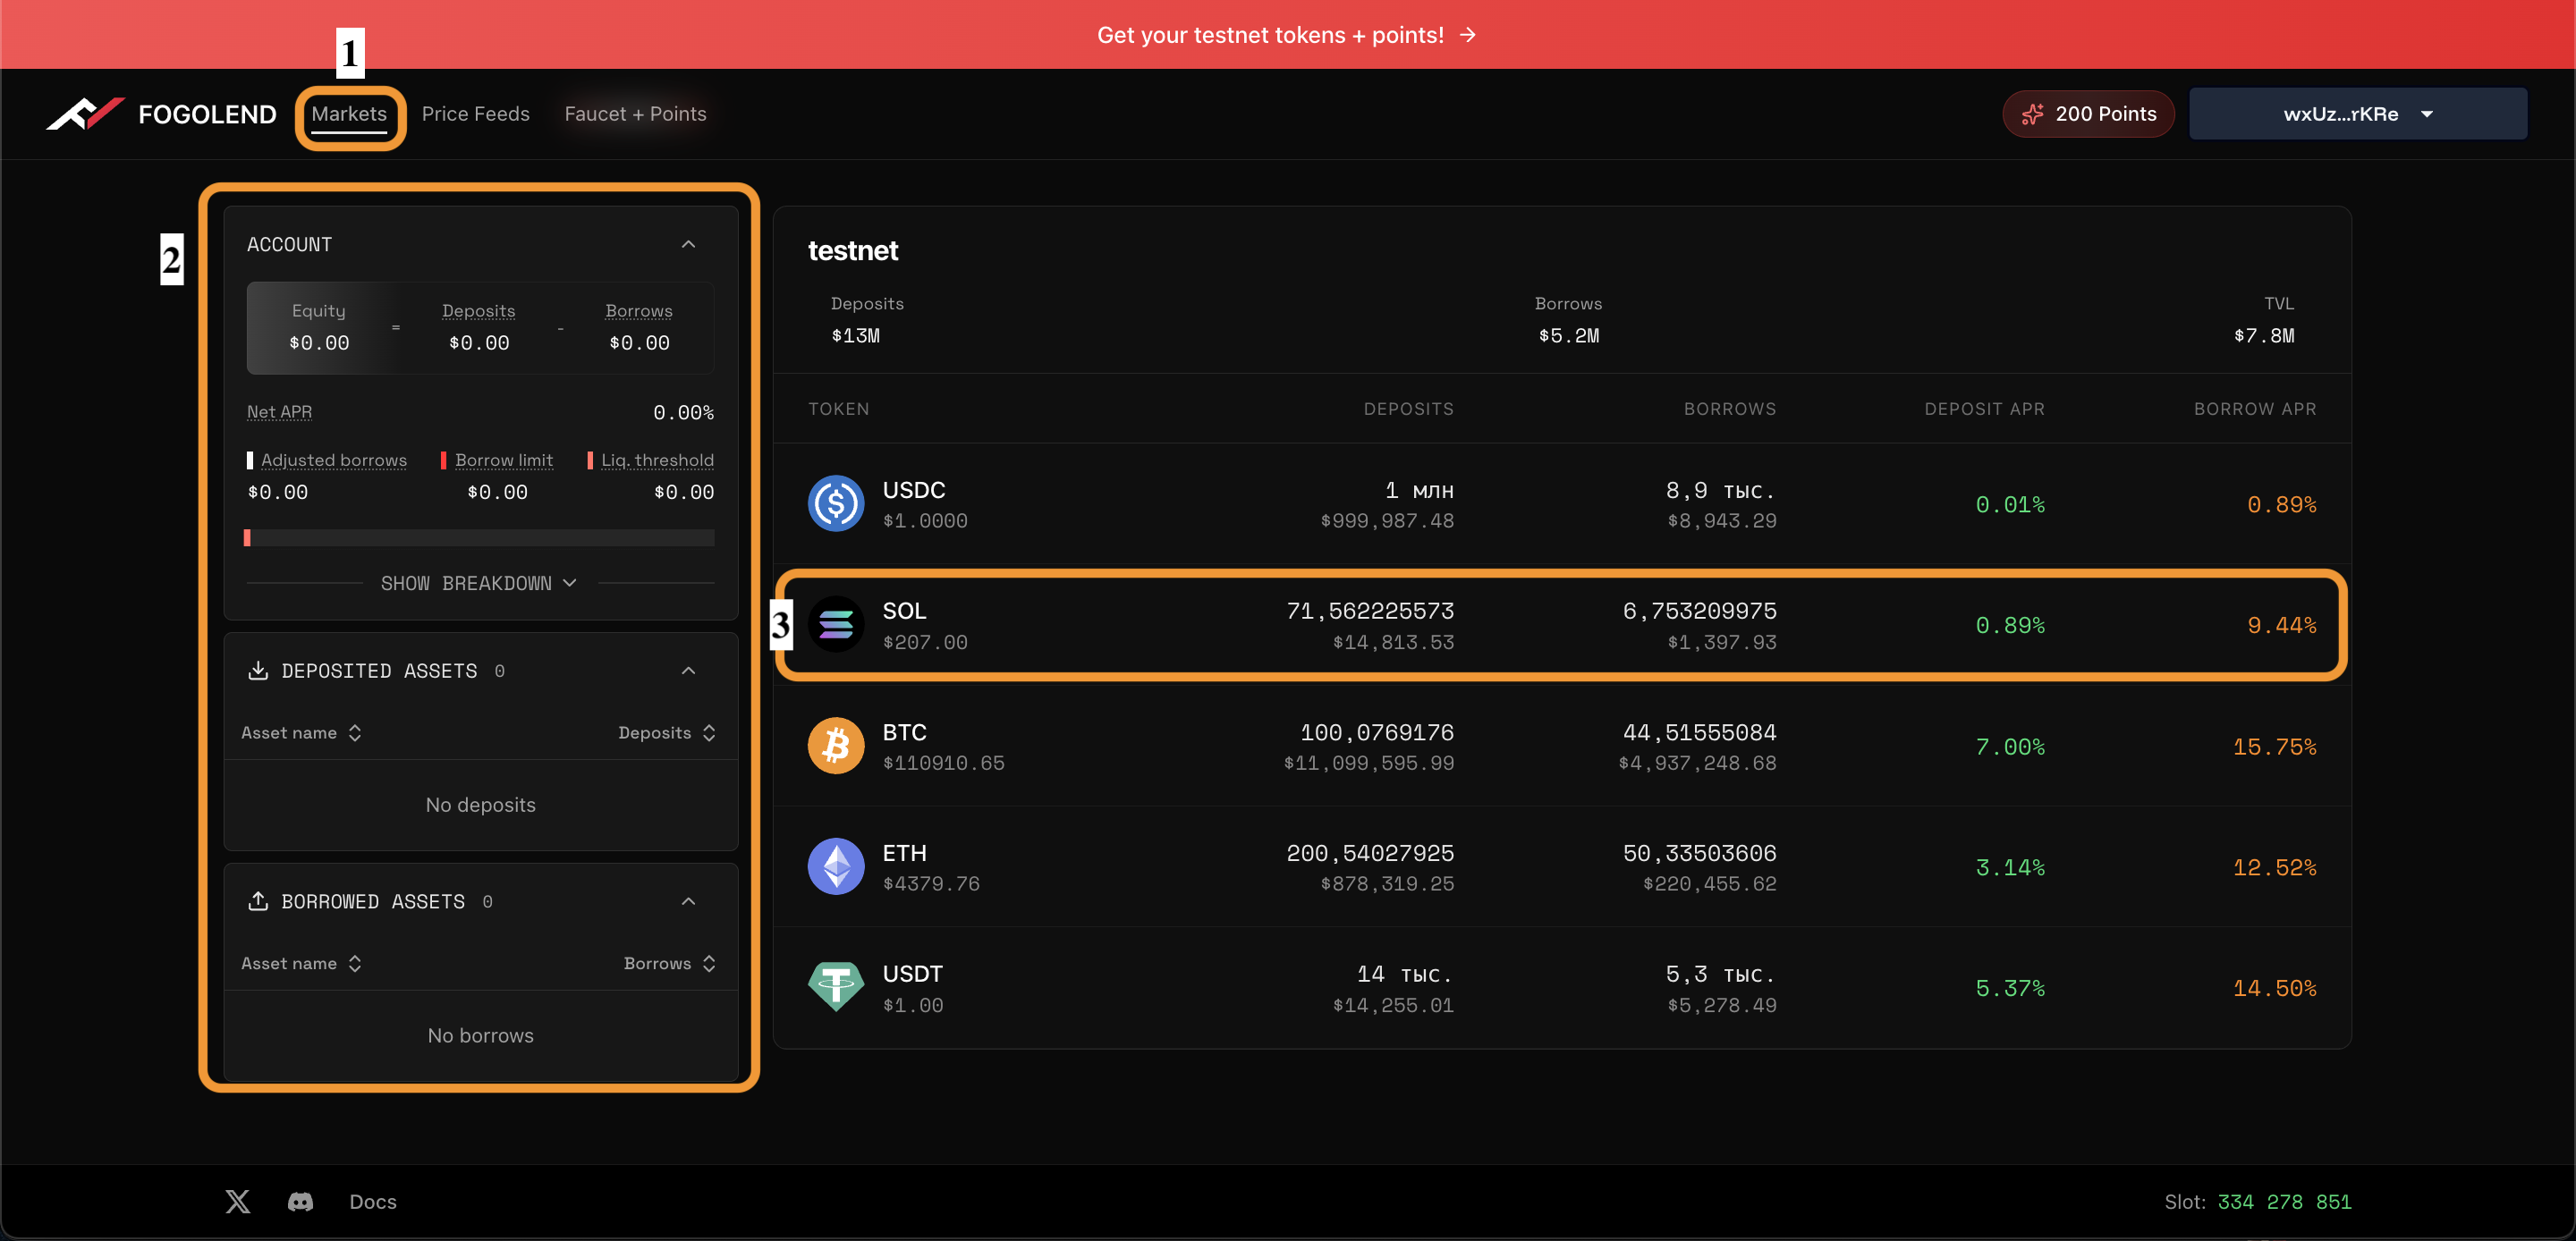 Get your testnet tokens + points! →
1
FOGOLEND Markets Price Feeds Faucet + Points 200 Points wxUz...rKRe
2
ACCOUNT
Equity Deposits Borrows
$0.00 = $0.00 - $0.00
Net APR 0.00%
Adjusted borrows Borrow limit Liq. threshold
$0.00 $0.00 $0.00
SHOW BREAKDOWN
DEPOSITED ASSETS 0
Asset name Deposits
No deposits
BORROWED ASSETS 0
Asset name Borrows
No borrows
testnet
Deposits Borrows TVL
$13M $5.2M $7.8M
TOKEN DEPOSITS BORROWS DEPOSIT APR BORROW APR
USDC 1 млн 8,9 тыс. 0.01% 0.89%
$1.0000 $999,987.48 $8,943.29
3
SOL 71,562225573 6,753209975 0.89% 9.44%
$207.00 $14,813.53 $1,397.93
BTC 100,0769176 44,51555084 7.00% 15.75%
$110910.65 $11,099,595.99 $4,937,248.68
ETH 200,54027925 50,33503606 3.14% 12.52%
$4379.76 $878,319.25 $220,455.62
USDT 14 тыс. 5,3 тыс. 5.37% 14.50%
$1.00 $14,255.01 $5,278.49
Docs Slot: 334 278 851